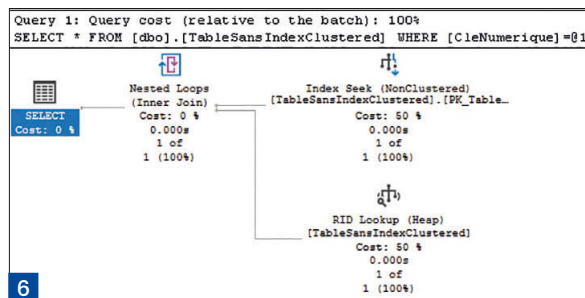 Query 1: Query cost (relative to the batch): 100%
SELECT * FROM [dbo].[TableSansIndexClustered] WHERE [CleNumerique]=@1
SELECT
Cost: 0 %
Nested Loops
(Inner Join)
Cost: 0 %
0.000s
1 of
1 (100%)
Index Seek (NonClustered)
[TableSansIndexClustered].[PK_Table…
Cost: 50 %
0.000s
1 of
1 (100%)
RID Lookup (Heap)
[TableSansIndexClustered]
Cost: 50 %
0.000s
1 of
1 (100%)
6